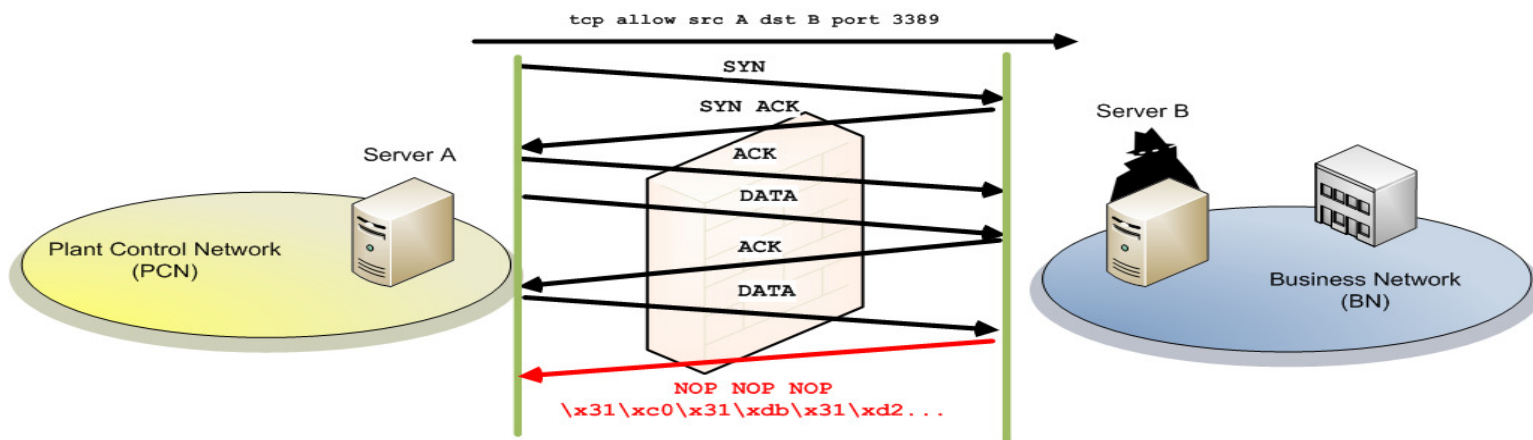 tcp allow src A dst B port 3389
SYN
SYN ACK
Server B
Server A
ACK
DATA
Plant Control Network
(PCN)
ACK
Business Network
(BN)
DATA
NOP NOP NOP
\x31\xc0\x31\xdb\x31\xd2...